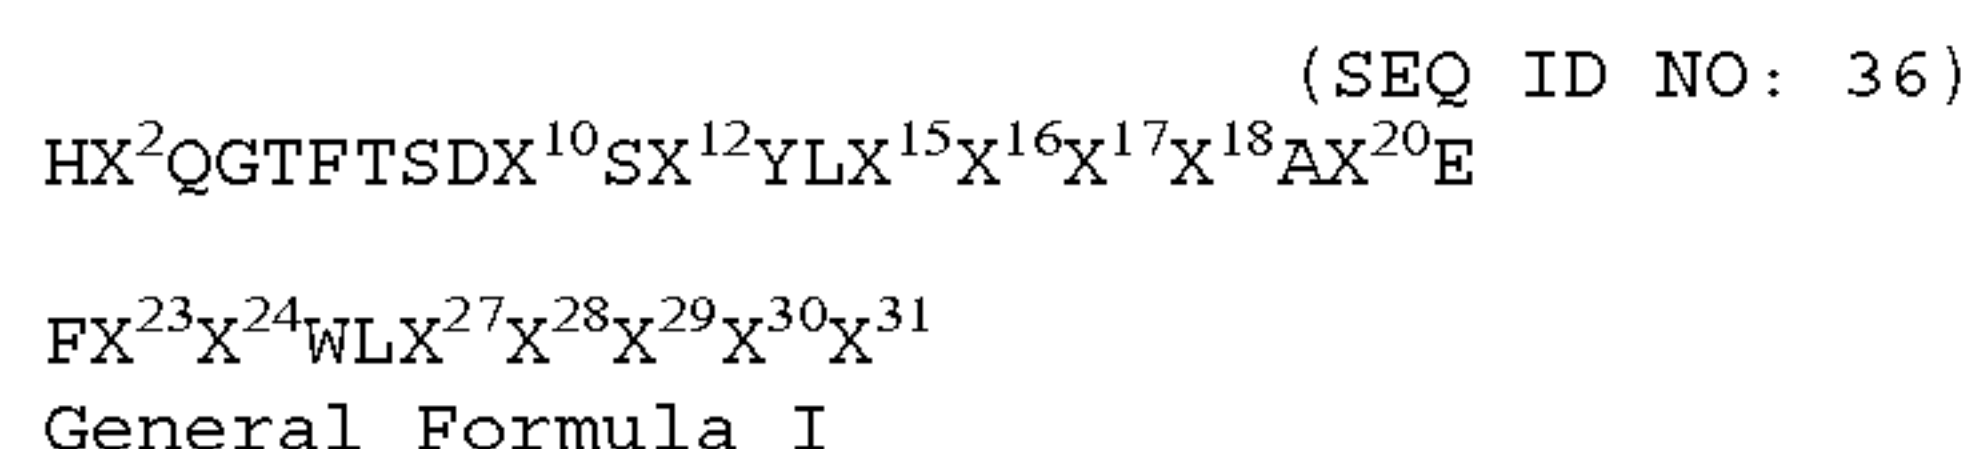 (SEQ ID NO: 36)
HX²QGTFTSDX¹⁰SX¹²YLX¹⁵X¹⁶X¹⁷X¹⁸AX²⁰E
FX²³X²⁴WLX²⁷X²⁸X²⁹X³⁰X³¹
General Formula I